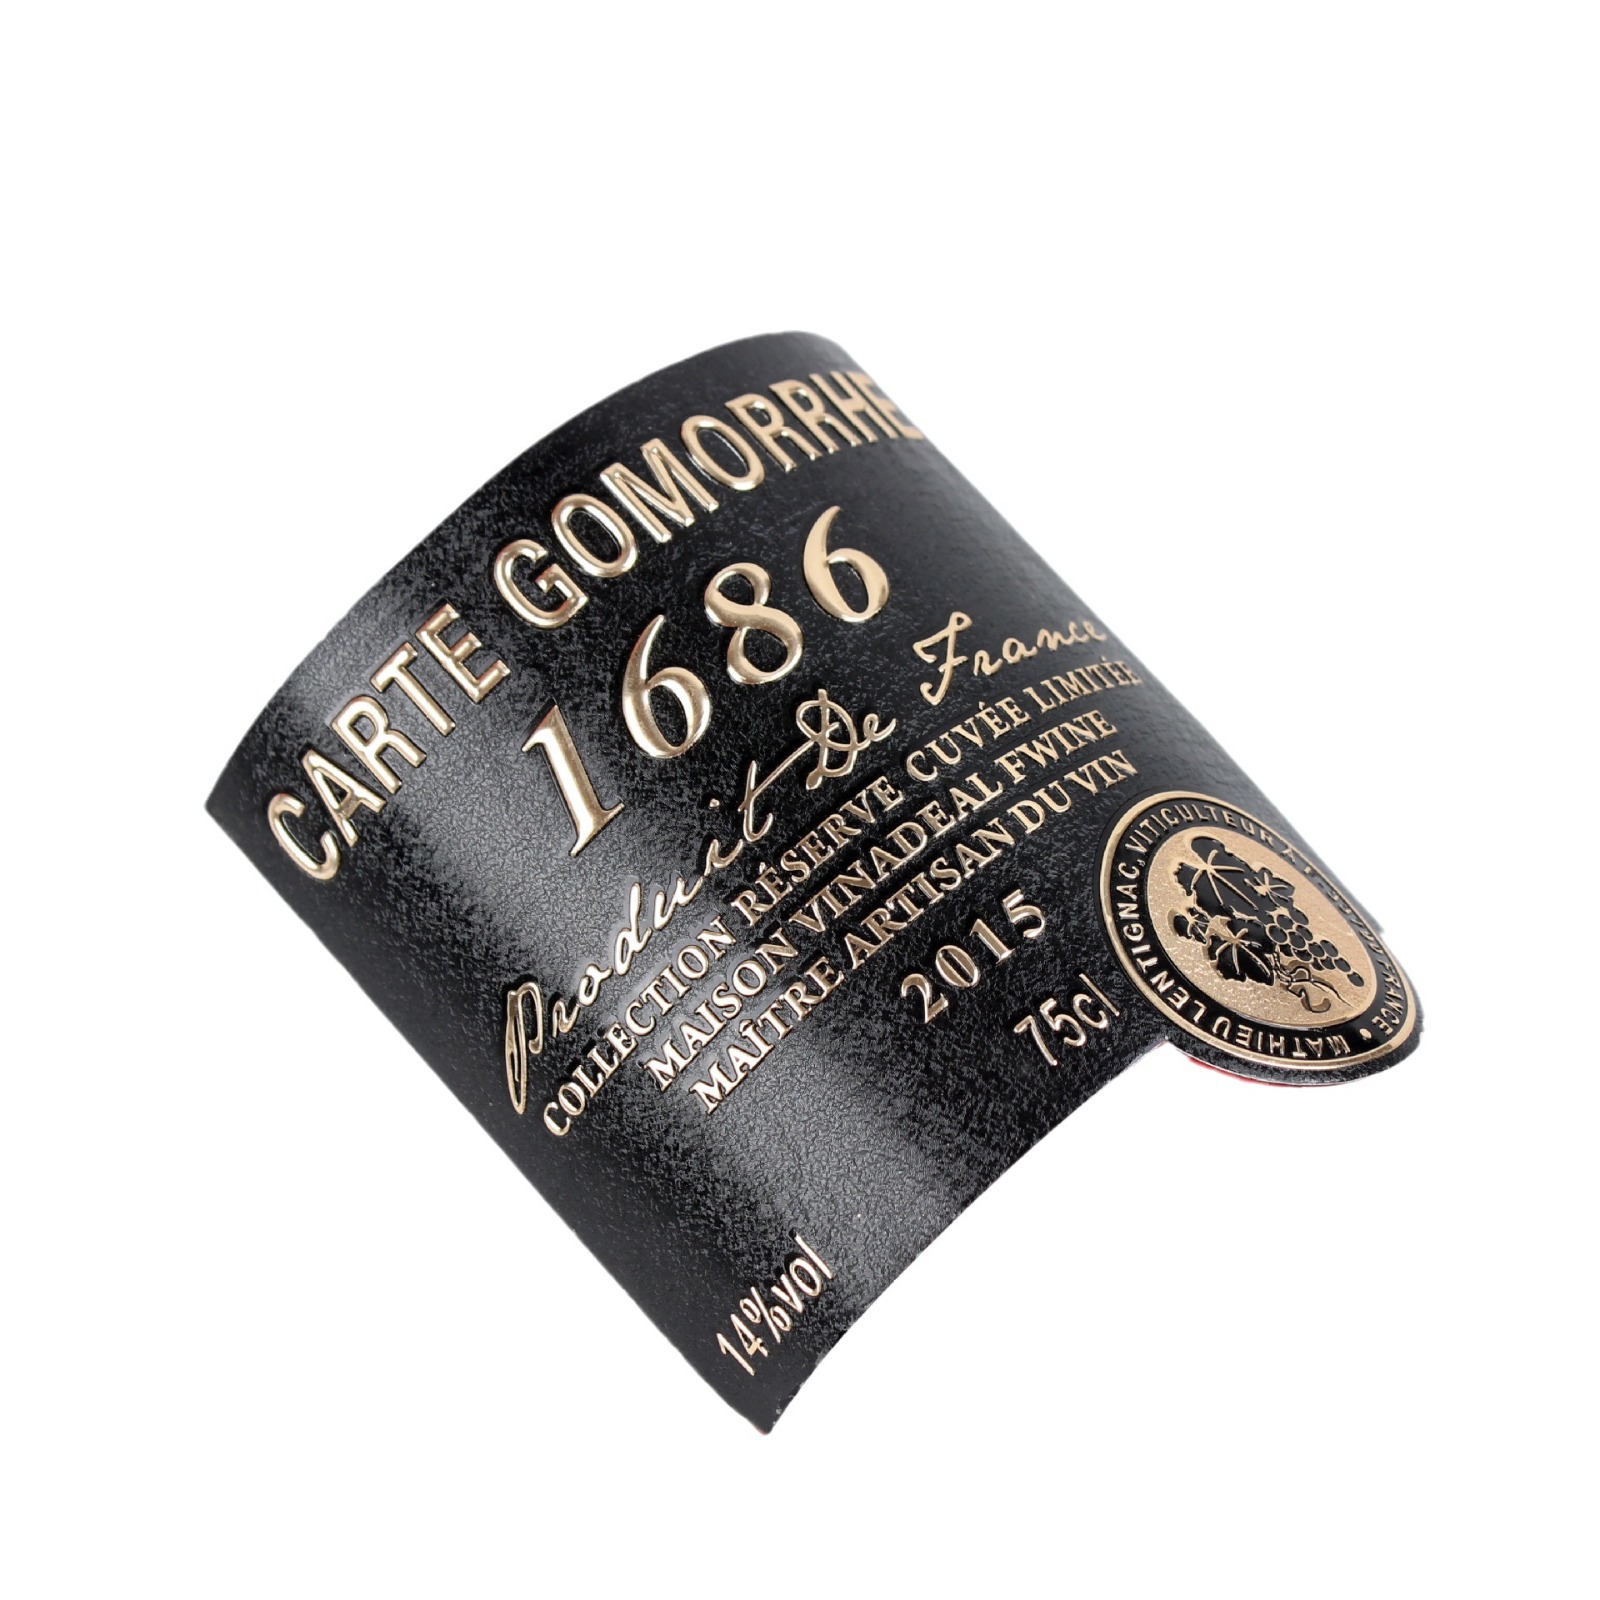 CARTE GOMORRHE
1686
Produit De France
COLLECTION RÉSERVE CUVÉE LIMITÉE
MAISON VINADEAL FWINE
MAÎTRE ARTISAN DU VIN
2015
75cl
14%vol
MATHIEU LENTIGNAC, VITICULTEUR
FRANCE